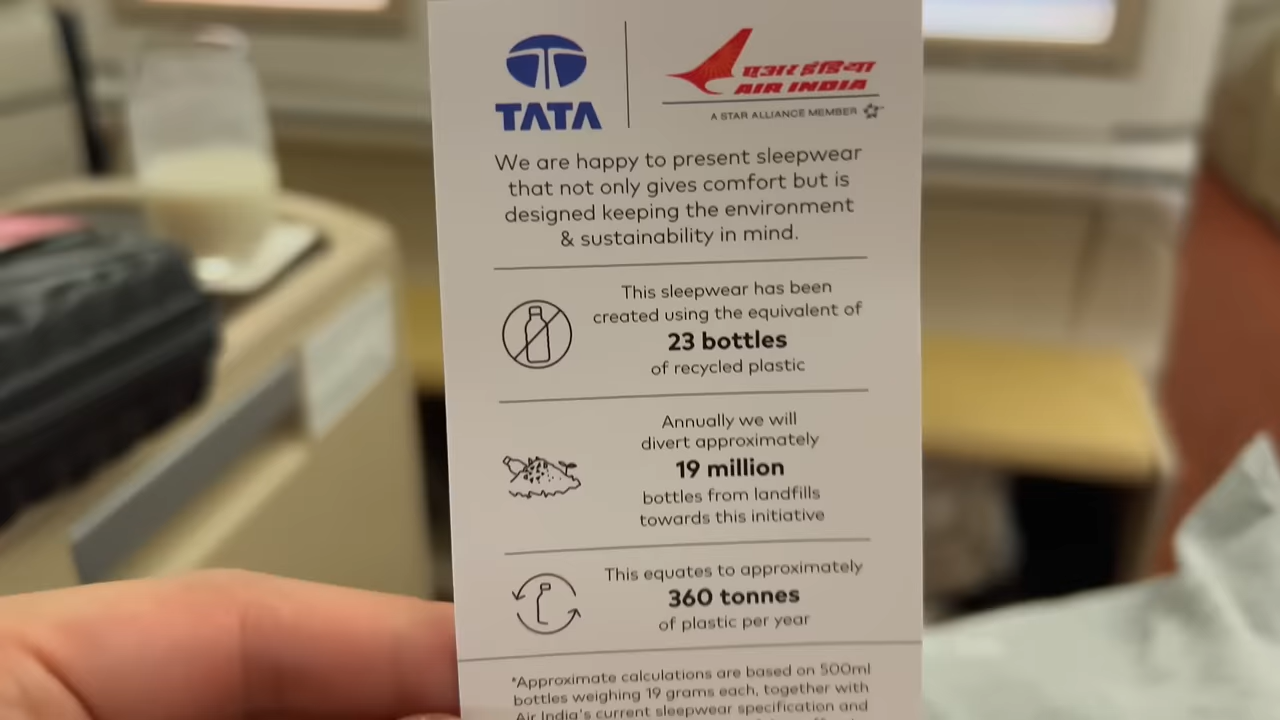 TATA
एअर इंडिया
AIR INDIA
A STAR ALLIANCE MEMBER
We are happy to present sleepwear
that not only gives comfort but is
designed keeping the environment
& sustainability in mind.
This sleepwear has been
created using the equivalent of
23 bottles
of recycled plastic
Annually we will
divert approximately
19 million
bottles from landfills
towards this initiative
This equates to approximately
360 tonnes
of plastic per year
*Approximate calculations are based on 500ml
bottles weighing 19 grams each, together with
Air India's current sleepwear specification and